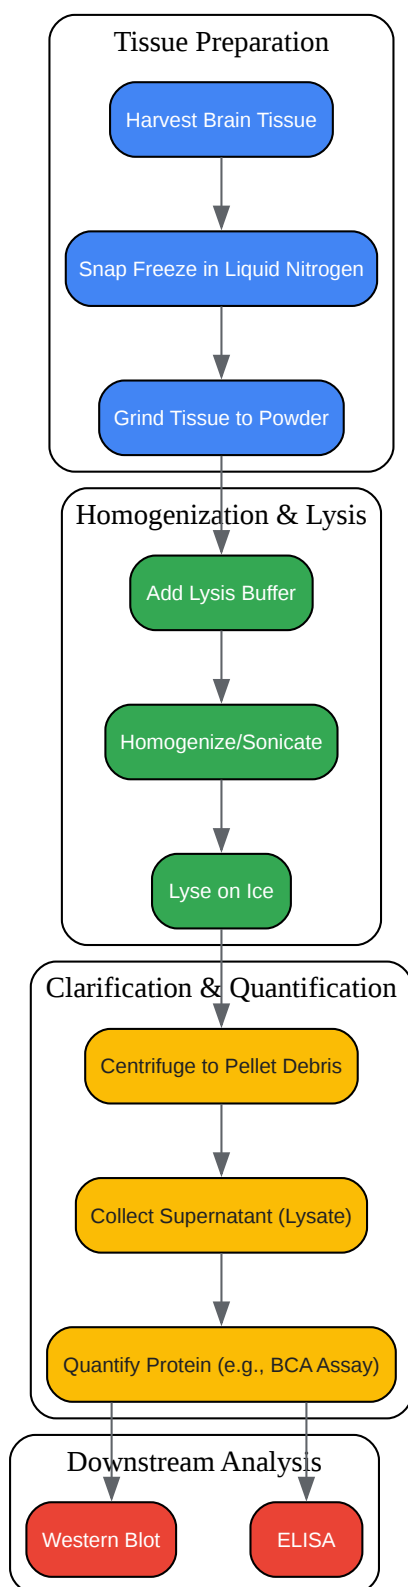 Tissue Preparation
Harvest Brain Tissue
Snap Freeze in Liquid Nitrogen
Grind Tissue to Powder
Homogenization & Lysis
Add Lysis Buffer
Homogenize/Sonicate
Lyse on Ice
Clarification & Quantification
Centrifuge to Pellet Debris
Collect Supernatant (Lysate)
Quantify Protein (e.g., BCA Assay)
Downstream Analysis
Western Blot
ELISA